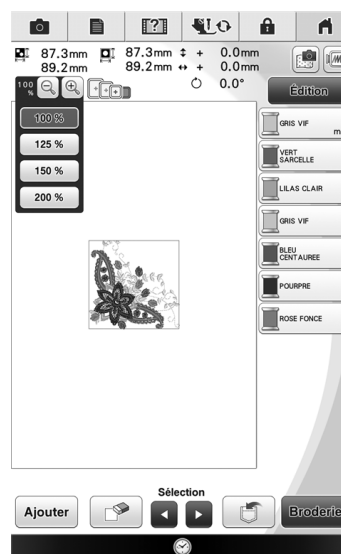 87.3mm 87.3mm + 0.0mm
89.2mm 89.2mm + 0.0mm
0.0°
100
%
Édition
100 %
125 %
150 %
200 %
GRIS VIF
VERT
SARCELLE
LILAS CLAIR
GRIS VIF
BLEU
CENTAUREE
POURPRE
ROSE FONCE
Sélection
Ajouter
Broderie